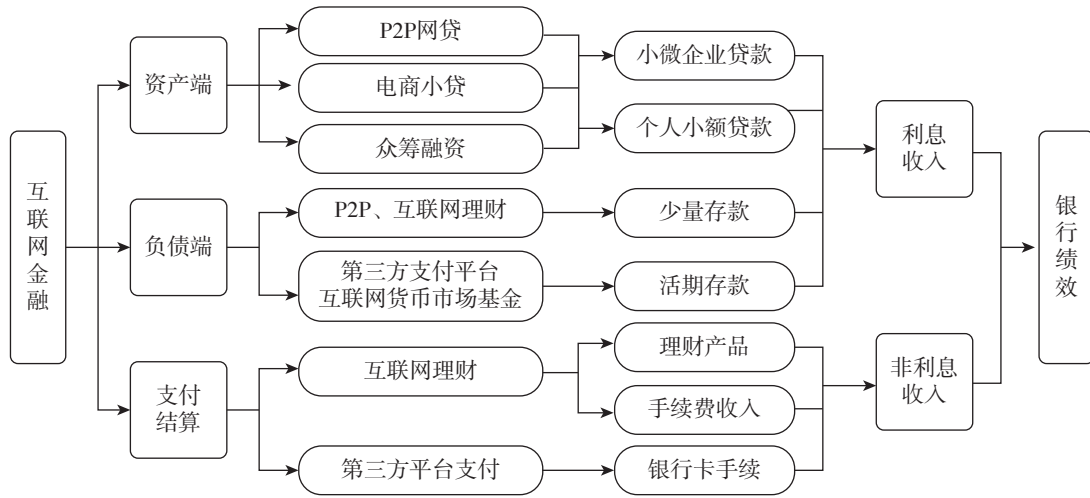 互联网金融
资产端
P2P网贷
电商小贷
众筹融资
小微企业贷款
个人小额贷款
负债端
P2P、互联网理财
第三方支付平台
互联网货币市场基金
少量存款
活期存款
支付
结算
互联网理财
第三方平台支付
理财产品
手续费收入
银行卡手续
利息
收入
非利息
收入
银行绩效